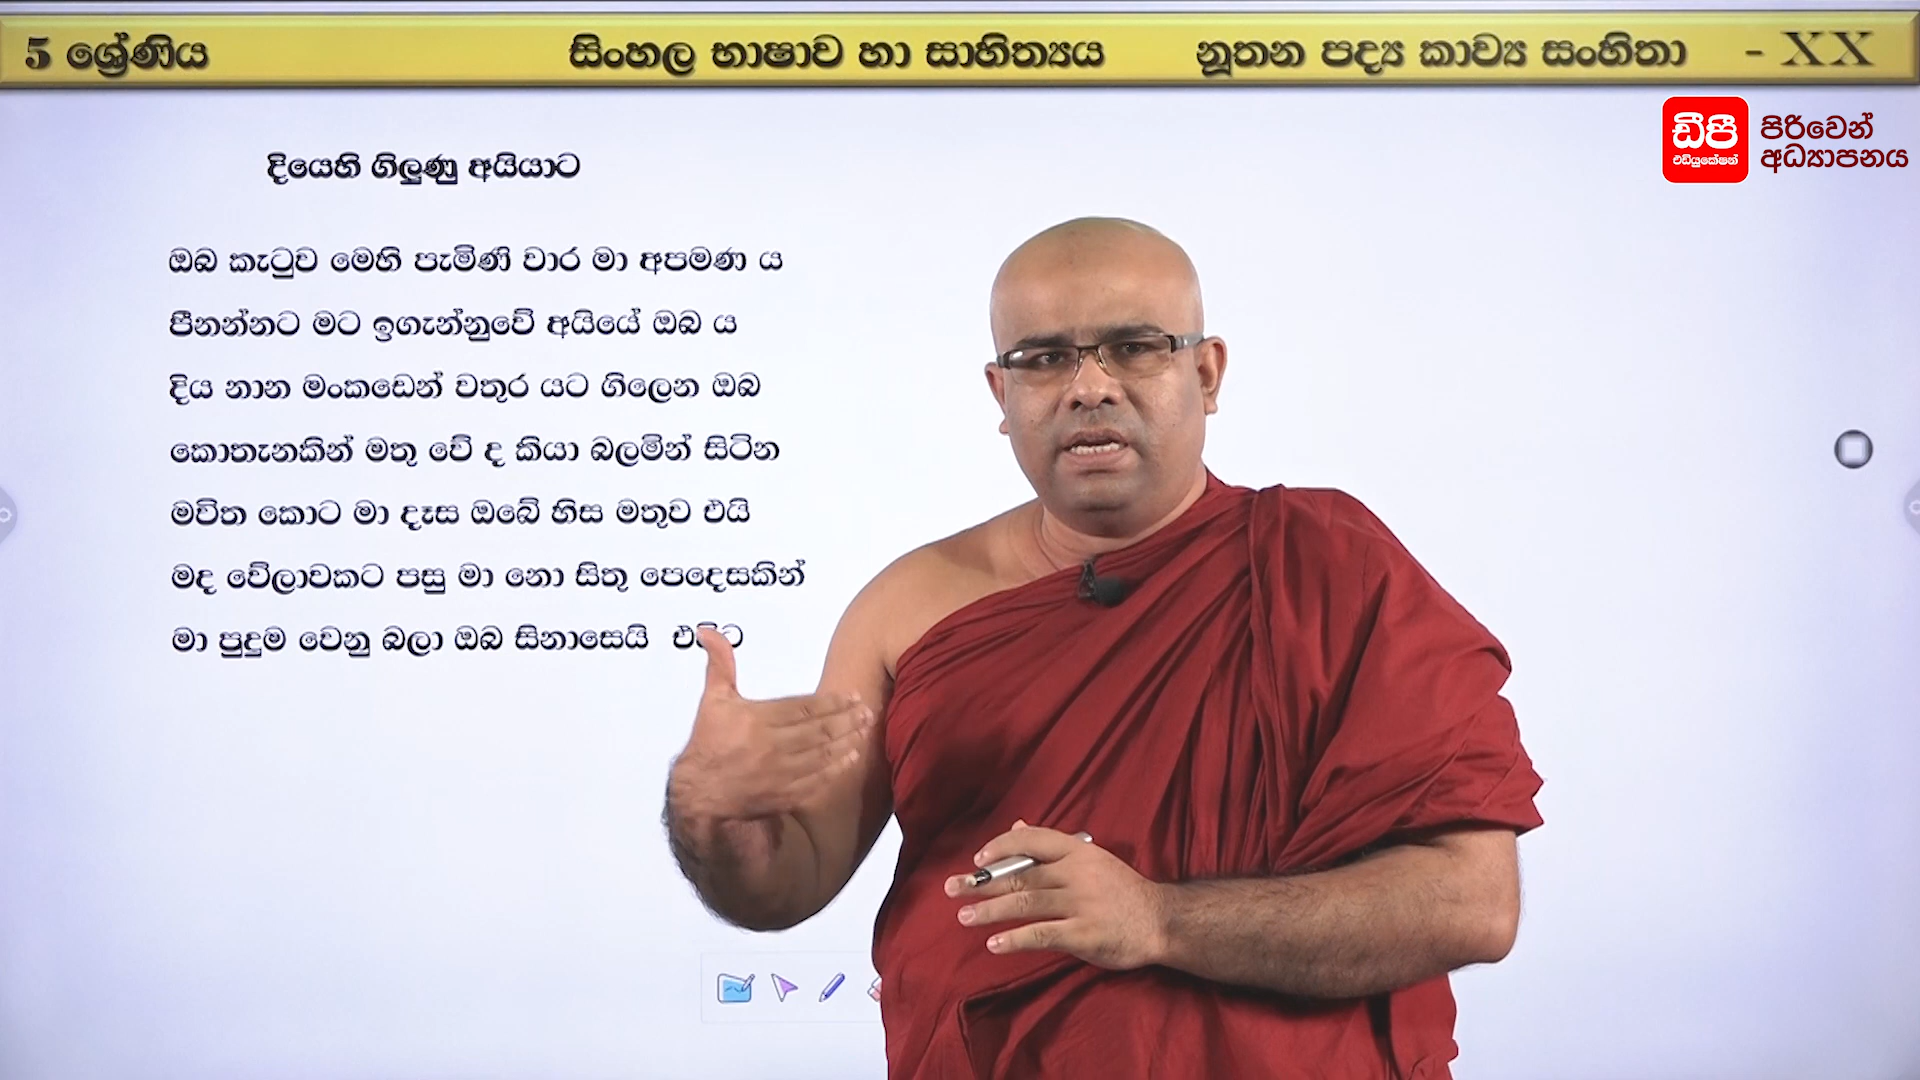 5 ශ්‍රේණිය සිංහල භාෂාව හා සාහිත්‍යය නූතන පද්‍ය කාව්‍ය සංහිතා - XX
ඩීපී
එඩියුකේෂන්
පිරිවෙන්
අධ්‍යාපනය
දියෙහි ගිලුණු අයියාට
ඔබ කැටුව මෙහි පැමිණි වාර මා අපමණ ය
පීනන්නට මට ඉගැන්නුවේ අයියේ ඔබ ය
දිය නාන මංකඩෙන් වතුර යට ගිලෙන ඔබ
කොතැනකින් මතු වේ ද කියා බලමින් සිටින
මවිත කොට මා දෑස ඔබේ හිස මතුව එයි
මද වේලාවකට පසු මා නො සිතු පෙදෙසකින්
මා පුදුම වෙනු බලා ඔබ සිනාසෙයි